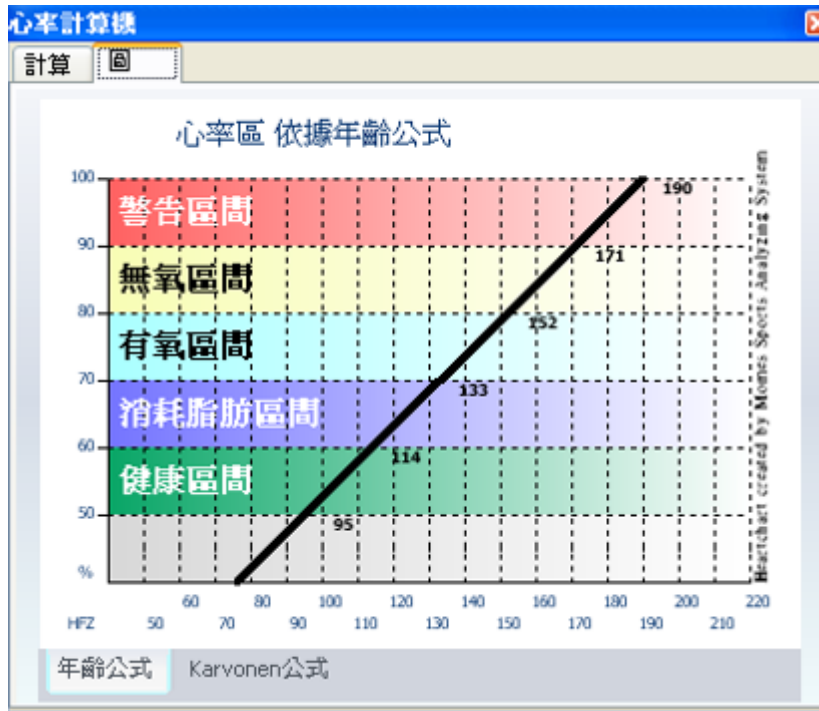 心率計算機
計算 圖
心率區 依據年齡公式
100
警告區間
190
90
171
無氧區間
80
152
有氧區間
70
133
消耗脂肪區間
60
114
健康區間
50
95
%
60 80 100 120 140 160 180 200 220
HFZ 50 70 90 110 130 150 170 190 210
Heartchart created by Momes Sports Analyzing System
年齡公式 Karvonen公式